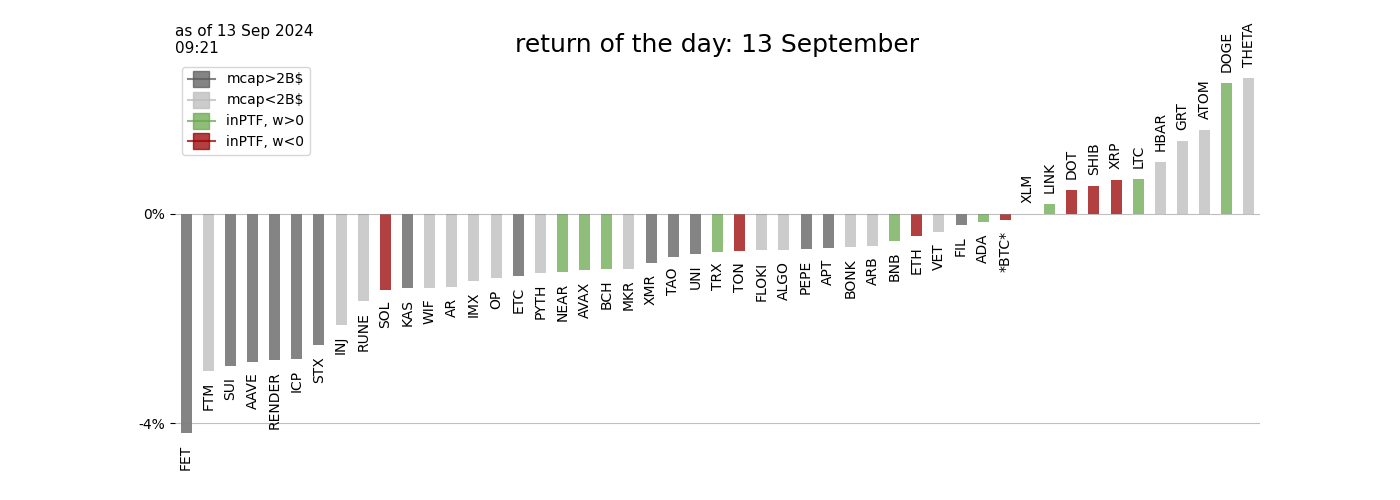 as of 13 Sep 2024
09:21
return of the day: 13 September
mcap>2B$
mcap<2B$
inPTF, w>0
inPTF, w<0
0%
-4%
FET
FTM
SUI
AAVE
RENDER
ICP
STX
INJ
RUNE
SOL
KAS
WIF
AR
IMX
OP
ETC
PYTH
NEAR
AVAX
BCH
MKR
XMR
TAO
UNI
TRX
TON
FLOKI
ALGO
PEPE
APT
BONK
ARB
BNB
ETH
VET
FIL
ADA
*BTC*
XLM
LINK
DOT
SHIB
XRP
LTC
HBAR
GRT
ATOM
DOGE
THETA